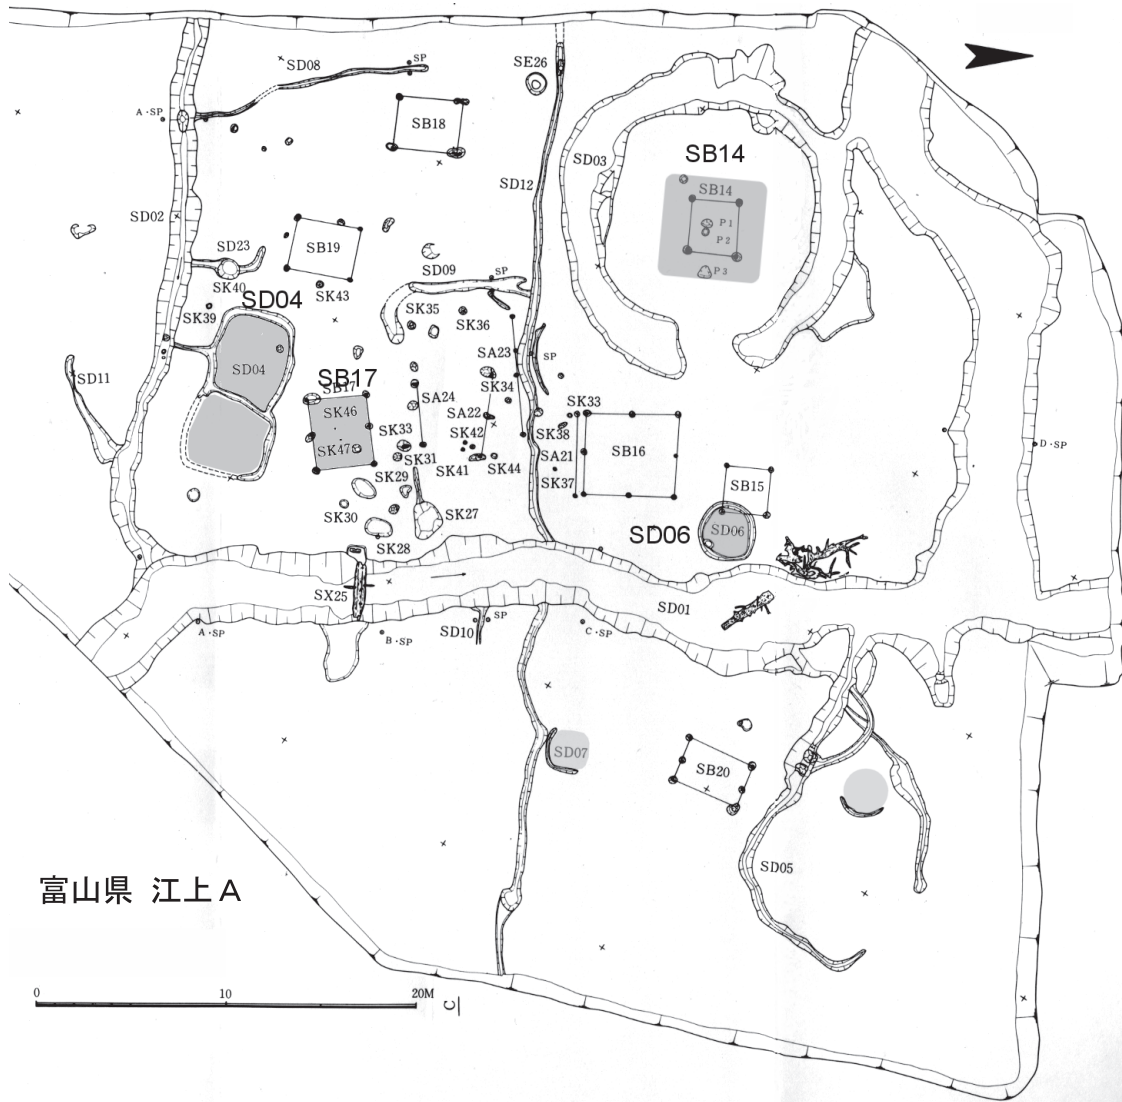 SD08
SP
SE26
A・SP
SB18
SD03
SB14
SB14
SD12
P1
P2
P3
SD02
SD23
SB19
SD09
SP
SK40
SK43
SD04
SK39
SK35
SK36
SA23
SP
SD04
SD11
SB17
SB17
SK34
SA24
SK46
SA22
SK33
SK33
SK42
SK38
SK47
SK31
SA21
SB16
SK41
SK44
SK29
SK37
SB15
SK30
SK27
SD06
SD06
SK28
D・SP
SX25
SD01
A・SP
B・SP
SD10
SP
C・SP
SD07
SB20
SD05
富山県 江上A
0
10
20M
C